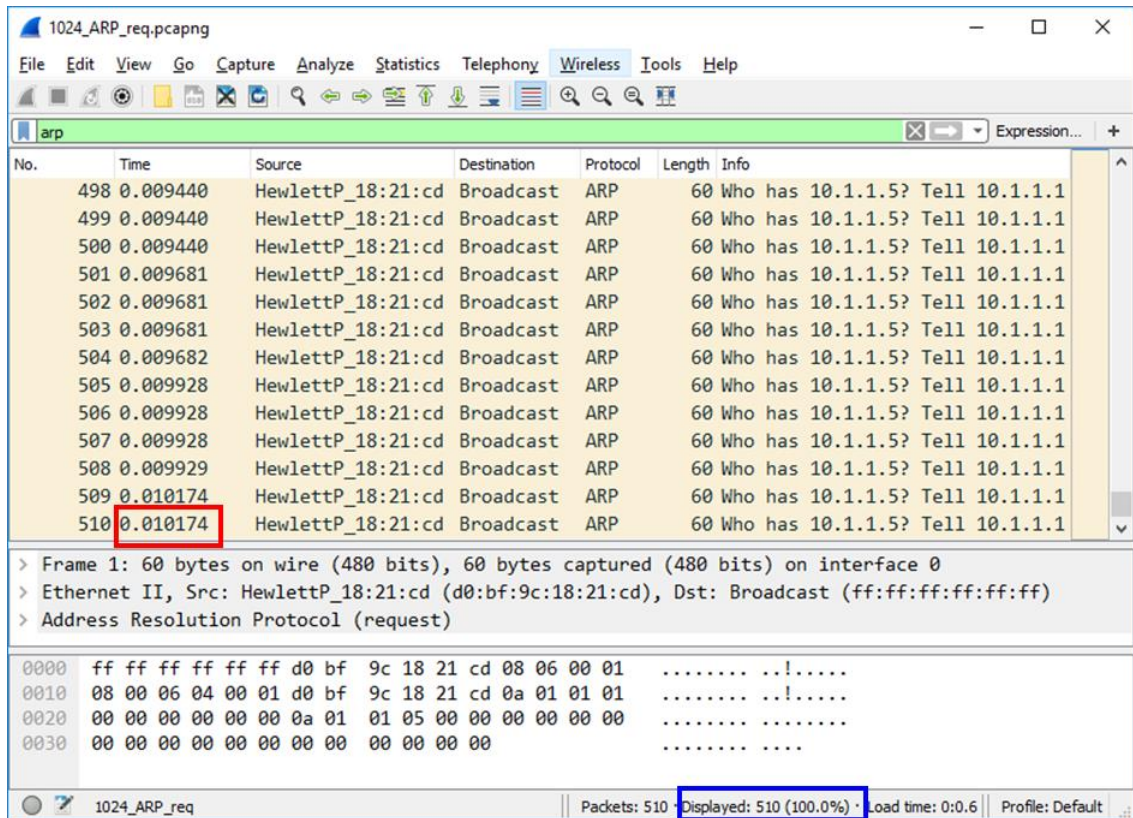 1024_ARP_req.pcapng
File Edit View Go Capture Analyze Statistics Telephony Wireless Tools Help
arp Expression... +
No. Time Source Destination Protocol Length Info
498 0.009440 HewlettP_18:21:cd Broadcast ARP 60 Who has 10.1.1.5? Tell 10.1.1.1
499 0.009440 HewlettP_18:21:cd Broadcast ARP 60 Who has 10.1.1.5? Tell 10.1.1.1
500 0.009440 HewlettP_18:21:cd Broadcast ARP 60 Who has 10.1.1.5? Tell 10.1.1.1
501 0.009681 HewlettP_18:21:cd Broadcast ARP 60 Who has 10.1.1.5? Tell 10.1.1.1
502 0.009681 HewlettP_18:21:cd Broadcast ARP 60 Who has 10.1.1.5? Tell 10.1.1.1
503 0.009681 HewlettP_18:21:cd Broadcast ARP 60 Who has 10.1.1.5? Tell 10.1.1.1
504 0.009682 HewlettP_18:21:cd Broadcast ARP 60 Who has 10.1.1.5? Tell 10.1.1.1
505 0.009928 HewlettP_18:21:cd Broadcast ARP 60 Who has 10.1.1.5? Tell 10.1.1.1
506 0.009928 HewlettP_18:21:cd Broadcast ARP 60 Who has 10.1.1.5? Tell 10.1.1.1
507 0.009928 HewlettP_18:21:cd Broadcast ARP 60 Who has 10.1.1.5? Tell 10.1.1.1
508 0.009929 HewlettP_18:21:cd Broadcast ARP 60 Who has 10.1.1.5? Tell 10.1.1.1
509 0.010174 HewlettP_18:21:cd Broadcast ARP 60 Who has 10.1.1.5? Tell 10.1.1.1
510 0.010174 HewlettP_18:21:cd Broadcast ARP 60 Who has 10.1.1.5? Tell 10.1.1.1
> Frame 1: 60 bytes on wire (480 bits), 60 bytes captured (480 bits) on interface 0
> Ethernet II, Src: HewlettP_18:21:cd (d0:bf:9c:18:21:cd), Dst: Broadcast (ff:ff:ff:ff:ff:ff)
> Address Resolution Protocol (request)
0000 ff ff ff ff ff ff d0 bf 9c 18 21 cd 08 06 00 01 ........ ..!.....
0010 08 00 06 04 00 01 d0 bf 9c 18 21 cd 0a 01 01 01 ........ ..!.....
0020 00 00 00 00 00 00 0a 01 01 05 00 00 00 00 00 00 ........ ........
0030 00 00 00 00 00 00 00 00 00 00 00 00 ........ ....
1024_ARP_req Packets: 510 · Displayed: 510 (100.0%) · Load time: 0:0.6 Profile: Default